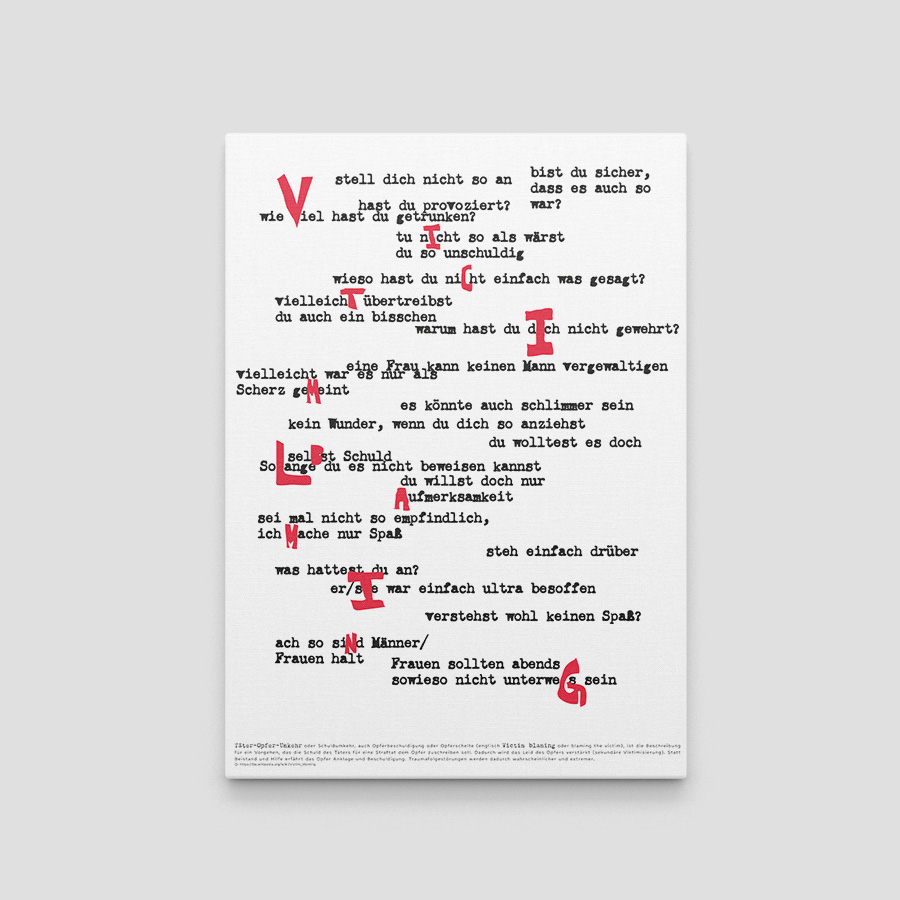 stell dich nicht so an
bist du sicher,
dass es auch so
war?
hast du provoziert?
wie Viel hast du getrunken?
tu nIcht so als wärst
du so unschuldig
wieso hast du niCht einfach was gesagt?
vielleichT übertreibst
du auch ein bisschen
warum hast du dIch nicht gewehrt?
eine Frau kann keinen Mann vergewaltigen
vielleicht war es nur als
Scherz geMeint
es könnte auch schlimmer sein
kein Wunder, wenn du dich so anziehst
du wolltest es doch
selBst Schuld
SoLange du es nicht beweisen kannst
du willst doch nur
Aufmerksamkeit
sei mal nicht so empfindlich,
ich Mache nur Spaß
steh einfach drüber
was hattest du an?
er/sIe war einfach ultra besoffen
verstehst wohl keinen Spaß?
ach so siNd Männer/
Frauen halt
Frauen sollten abends
sowieso nicht unterweGs sein
Täter-Opfer-Umkehr oder Schuldumkehr, auch Opferbeschuldigung oder Opferschelte (englisch Victim blaming oder blaming the victim), ist die Beschreibung
für ein Vorgehen, das die Schuld des Täters für eine Straftat dem Opfer zuschreiben soll. Dadurch wird das Leid des Opfers verstärkt (sekundäre Viktimisierung). Statt
Beistand und Hilfe erfährt das Opfer Anklage und Beschuldigung. Traumafolgestörungen werden dadurch wahrscheinlicher und extremer.